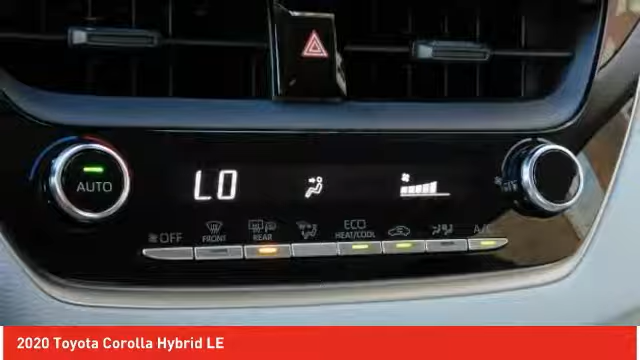 AUTO
LO
OFF
FRONT
REAR
ECO
HEAT/COOL
A/C
2020 Toyota Corolla Hybrid LE